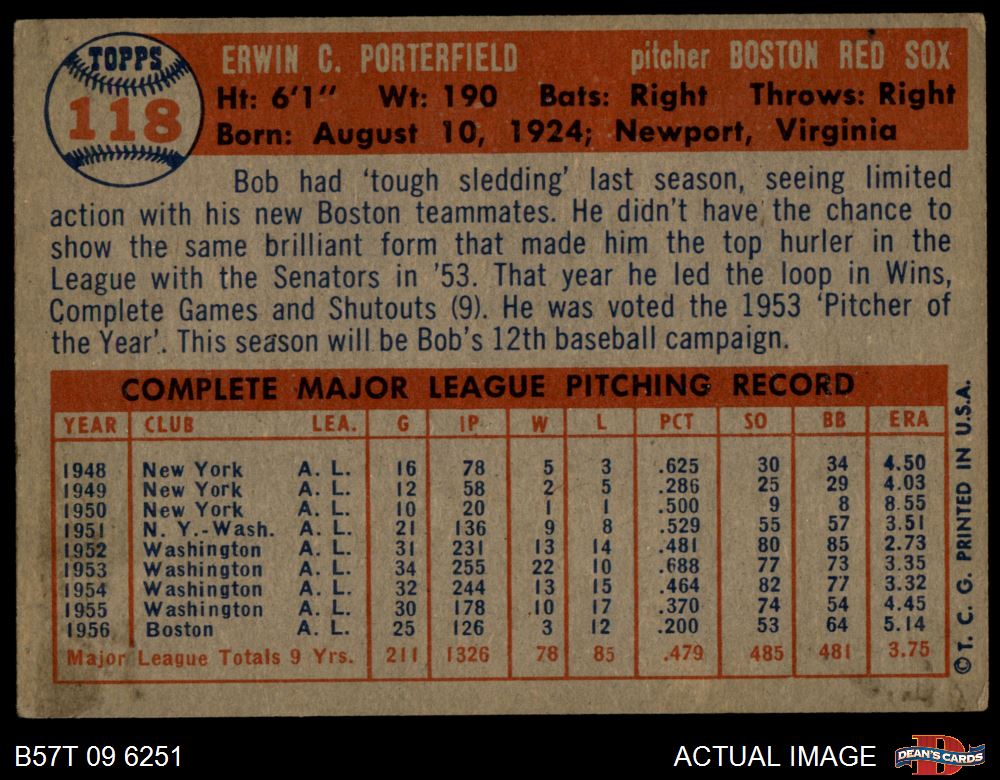 TOPPS
118
ERWIN C. PORTERFIELD pitcher BOSTON RED SOX
Ht: 6'1" Wt: 190 Bats: Right Throws: Right
Born: August 10, 1924; Newport, Virginia
Bob had 'tough sledding' last season, seeing limited
action with his new Boston teammates. He didn't have the chance to
show the same brilliant form that made him the top hurler in the
League with the Senators in '53. That year he led the loop in Wins,
Complete Games and Shutouts (9). He was voted the 1953 'Pitcher of
the Year'. This season will be Bob's 12th baseball campaign.
COMPLETE MAJOR LEAGUE PITCHING RECORD
YEAR CLUB LEA. G IP W L PCT SO BB ERA
1948 New York A. L. 16 78 5 3 .625 30 34 4.50
1949 New York A. L. 12 58 2 5 .286 25 29 4.03
1950 New York A. L. 10 20 1 1 .500 9 8 8.55
1951 N. Y.-Wash. A. L. 21 136 9 8 .529 55 57 3.51
1952 Washington A. L. 31 231 13 14 .481 80 85 2.73
1953 Washington A. L. 34 255 22 10 .688 77 73 3.35
1954 Washington A. L. 32 244 13 15 .464 82 77 3.32
1955 Washington A. L. 30 178 10 17 .370 74 54 4.45
1956 Boston A. L. 25 126 3 12 .200 53 64 5.14
Major League Totals 9 Yrs. 211 1326 78 85 .479 485 481 3.75
©T. C. G. PRINTED IN U.S.A.
B57T 09 6251 ACTUAL IMAGE DEAN'S CARDS